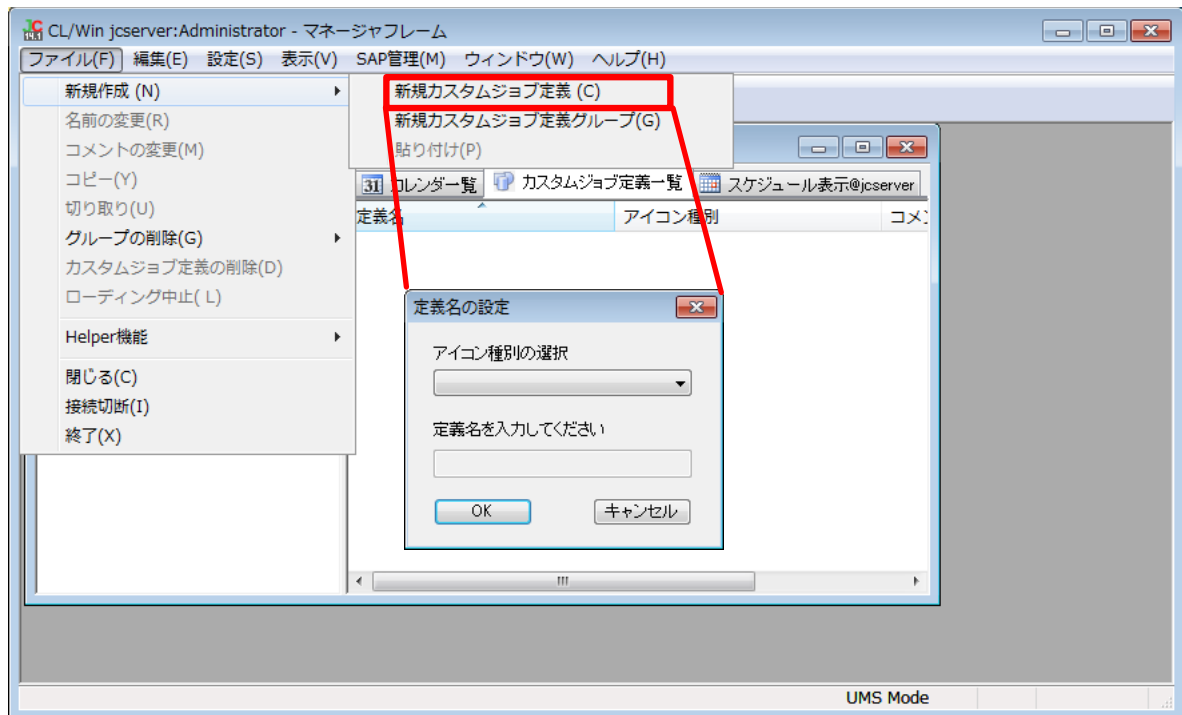 CL/Win jcserver:Administrator - マネージャフレーム
ファイル(F) 編集(E) 設定(S) 表示(V) SAP管理(M) ウィンドウ(W) ヘルプ(H)
新規作成 (N)
名前の変更(R)
コメントの変更(M)
コピー(Y)
切り取り(U)
グループの削除(G)
カスタムジョブ定義の削除(D)
ローディング中止( L)
Helper機能
閉じる(C)
接続切断(I)
終了(X)
新規カスタムジョブ定義 (C)
新規カスタムジョブ定義グループ(G)
貼り付け(P)
31 カレンダー覧 カスタムジョブ定義一覧 スケジュール表示@jcserver
定義名 アイコン種別 コメ
定義名の設定
アイコン種別の選択
定義名を入力してください
OK キャンセル
UMS Mode